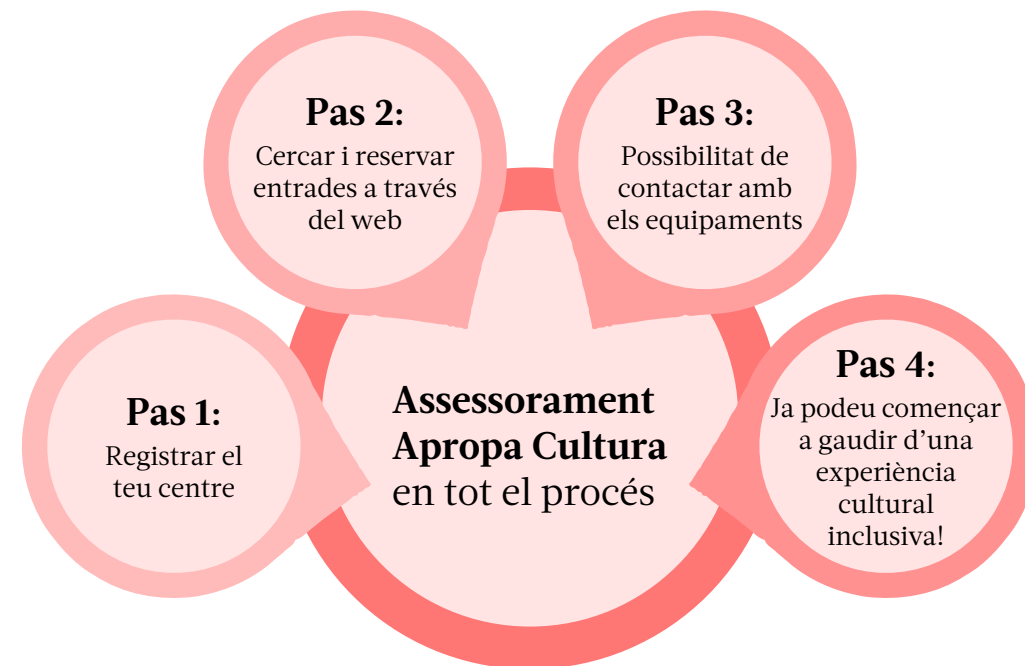 Pas 1:
Registrar el
teu centre
Pas 2:
Cercar i reservar
entrades a través
del web
Pas 3:
Possibilitat de
contactar amb
els equipaments
Pas 4:
Ja podeu començar
a gaudir d’una
experiència
cultural
inclusiva!
Assessorament
Apropa Cultura
en tot el procés